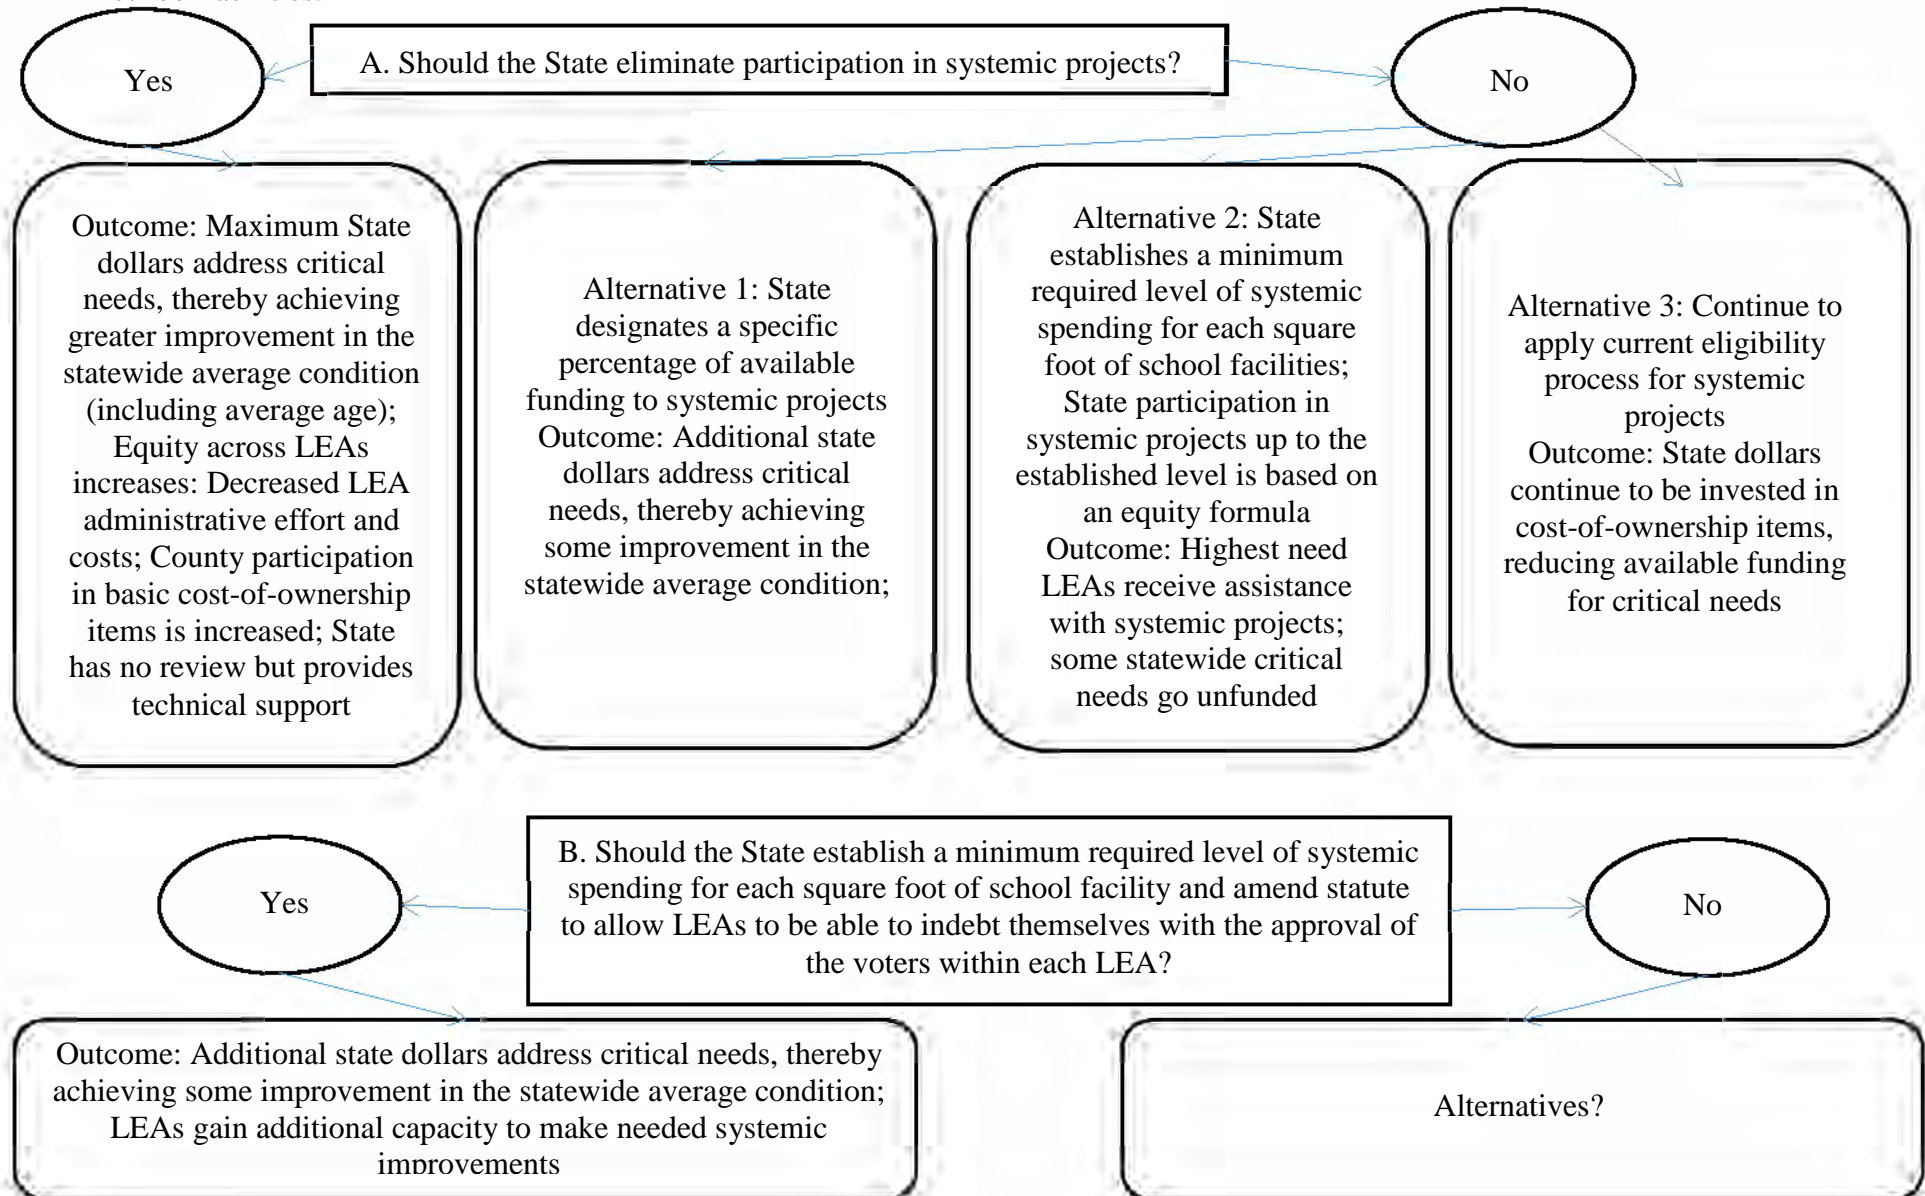 A. Should the State eliminate participation in systemic projects?
Yes
No
Outcome: Maximum State
dollars address critical
needs, thereby achieving
greater improvement in the
statewide average condition
(including average age);
Equity across LEAs
increases: Decreased LEA
administrative effort and
costs; County participation
in basic cost-of-ownership
items is increased; State
has no review but provides
technical support
Alternative 1: State
designates a specific
percentage of available
funding to systemic projects
Outcome: Additional state
dollars address critical
needs, thereby achieving
some improvement in the
statewide average condition;
Alternative 2: State
establishes a minimum
required level of systemic
spending for each square
foot of school facilities;
State participation in
systemic projects up to the
established level is based on
an equity formula
Outcome: Highest need
LEAs receive assistance
with systemic projects;
some statewide critical
needs go unfunded
Alternative 3: Continue to
apply current eligibility
process for systemic
projects
Outcome: State dollars
continue to be invested in
cost-of-ownership items,
reducing available funding
for critical needs
B. Should the State establish a minimum required level of systemic
spending for each square foot of school facility and amend statute
to allow LEAs to be able to indebt themselves with the approval of
the voters within each LEA?
Yes
No
Outcome: Additional state dollars address critical needs, thereby
achieving some improvement in the statewide average condition;
LEAs gain additional capacity to make needed systemic
improvements
Alternatives?